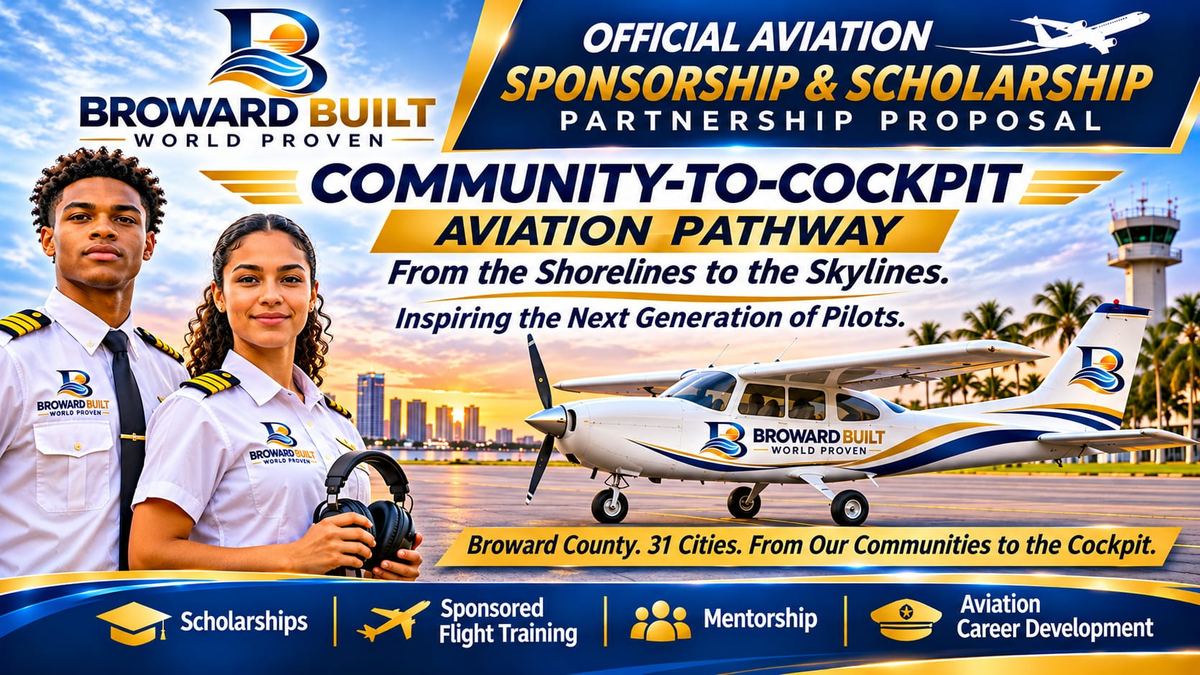 BROWARD BUILT
WORLD PROVEN
OFFICIAL AVIATION
SPONSORSHIP & SCHOLARSHIP
PARTNERSHIP PROPOSAL
COMMUNITY-TO-COCKPIT
AVIATION PATHWAY
From the Shorelines to the Skylines.
Inspiring the Next Generation of Pilots.
BROWARD BUILT
WORLD PROVEN
BROWARD BUILT
WORLD PROVEN
BROWARD BUILT
WORLD PROVEN
Broward County. 31 Cities. From Our Communities to the Cockpit.
Scholarships
Sponsored
Flight Training
Mentorship
Aviation
Career Development